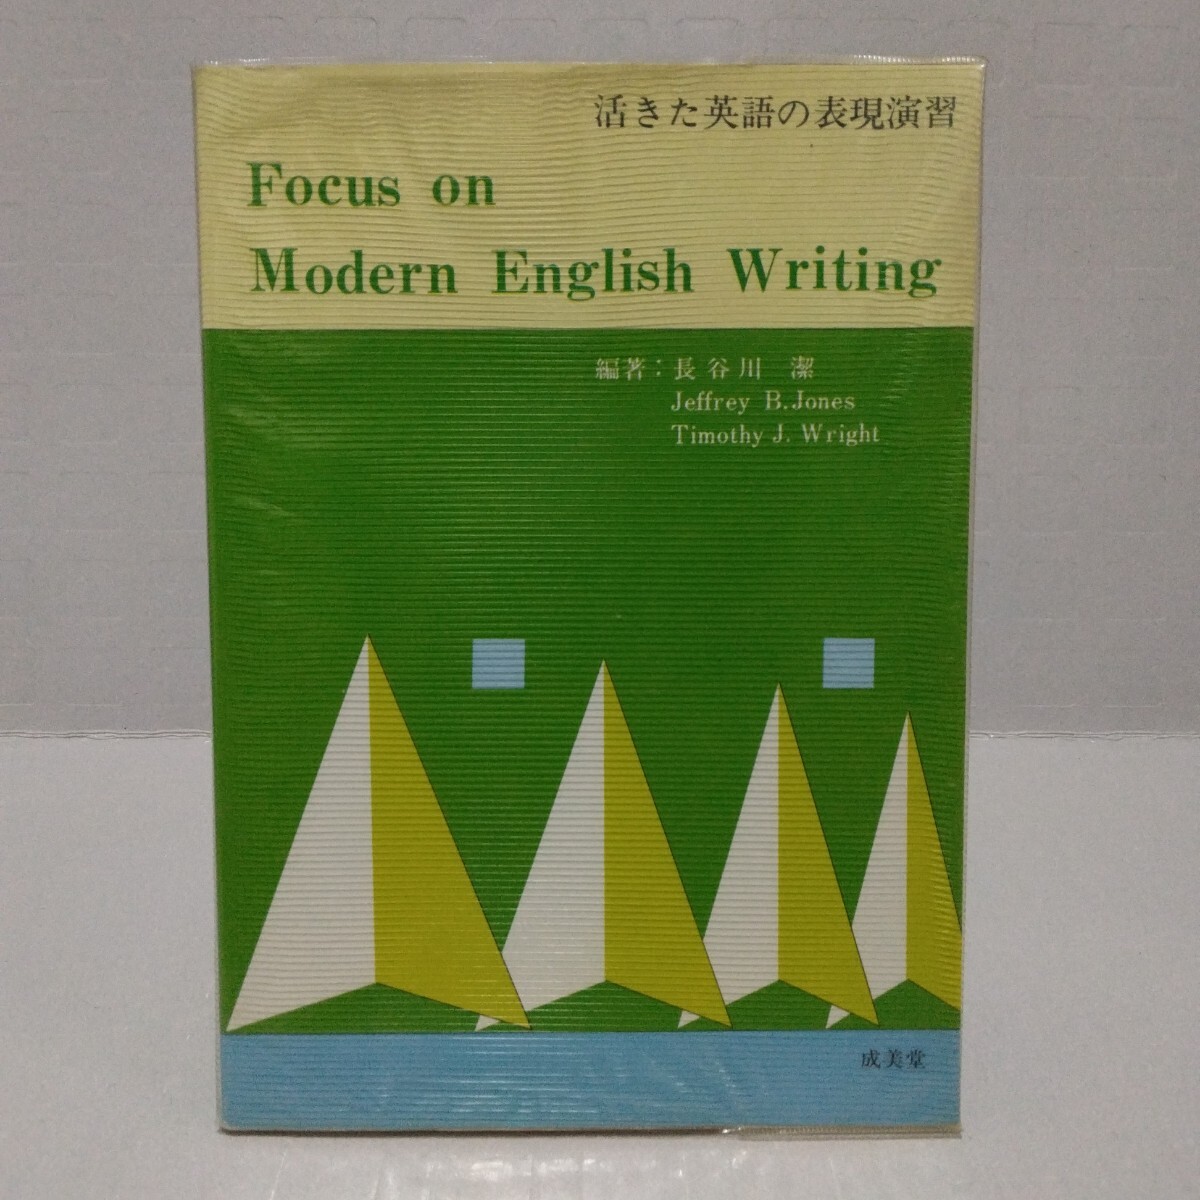 活きた英語の表現演習
Focus on
Modern English Writing
編著：長谷川 潔
Jeffrey B. Jones
Timothy J. Wright
成美堂